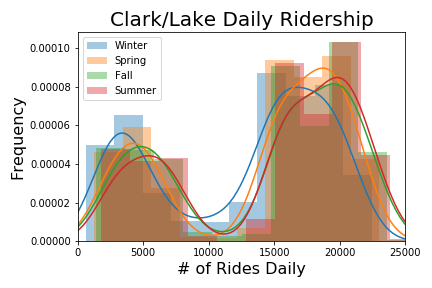 Clark/Lake Daily Ridership
Winter
Spring
Fall
Summer
Frequency
0.00010
0.00008
0.00006
0.00004
0.00002
0.00000
0 5000 10000 15000 20000 25000
# of Rides Daily